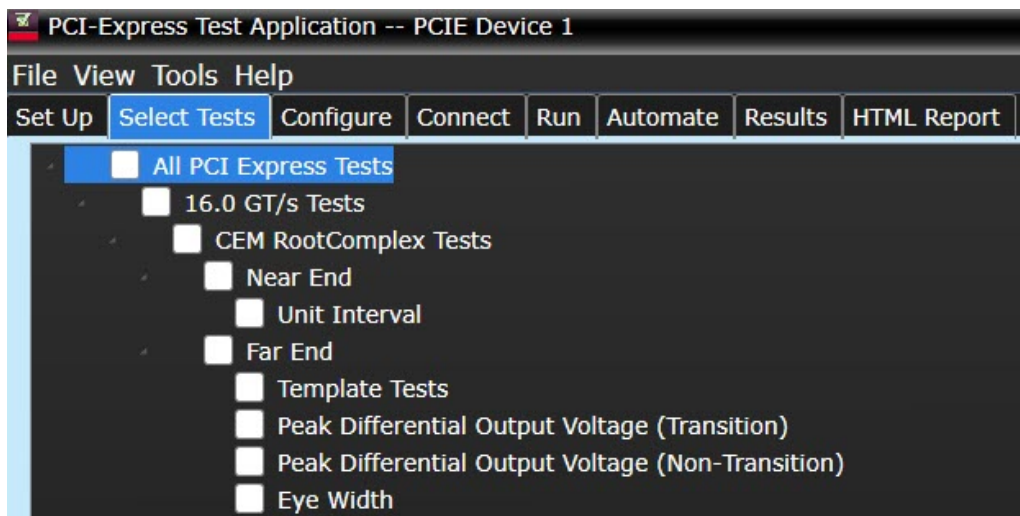 PCI-Express Test Application -- PCIE Device 1
File View Tools Help
Set Up Select Tests Configure Connect Run Automate Results HTML Report
All PCI Express Tests
16.0 GT/s Tests
CEM RootComplex Tests
Near End
Unit Interval
Far End
Template Tests
Peak Differential Output Voltage (Transition)
Peak Differential Output Voltage (Non-Transition)
Eye Width